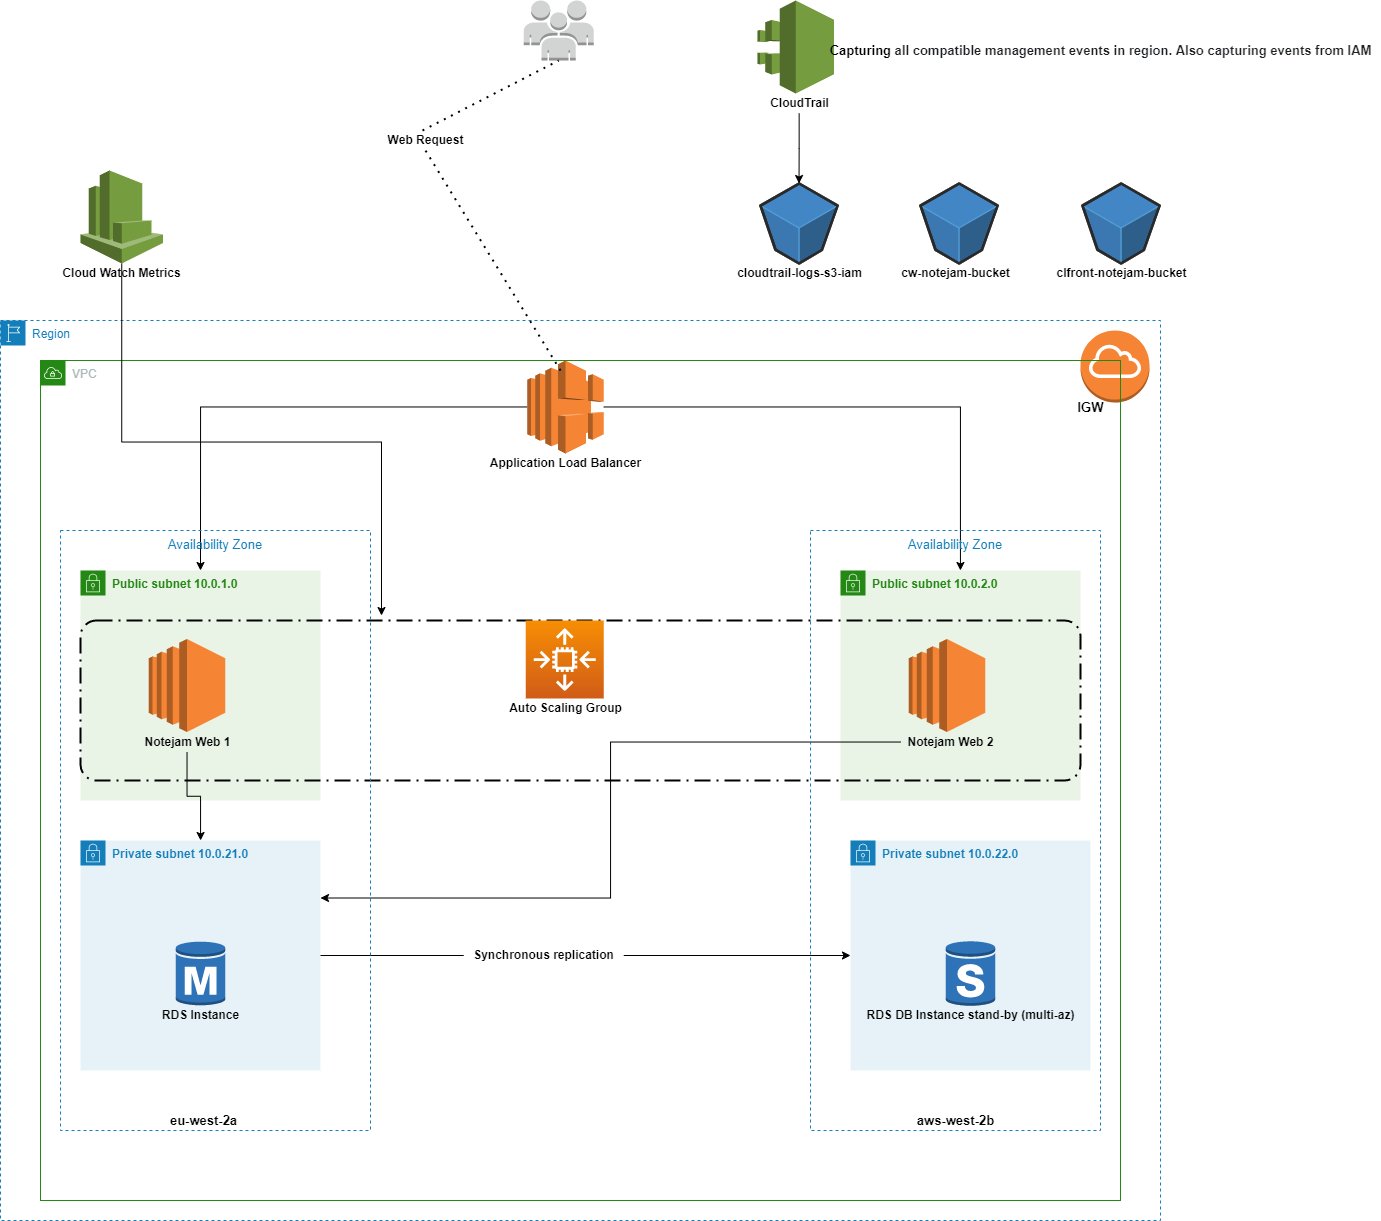 Capturing all compatible management events in region. Also capturing events from IAM
CloudTrail
Web Request
Cloud Watch Metrics
cloudtrail-logs-s3-iam
cw-notejam-bucket
clfront-notejam-bucket
Region
VPC
IGW
Application Load Balancer
Availability Zone
Availability Zone
Public subnet 10.0.1.0
Public subnet 10.0.2.0
Auto Scaling Group
Notejam Web 1
Notejam Web 2
Private subnet 10.0.21.0
Private subnet 10.0.22.0
Synchronous replication
M
S
RDS Instance
RDS DB Instance stand-by (multi-az)
eu-west-2a
aws-west-2b